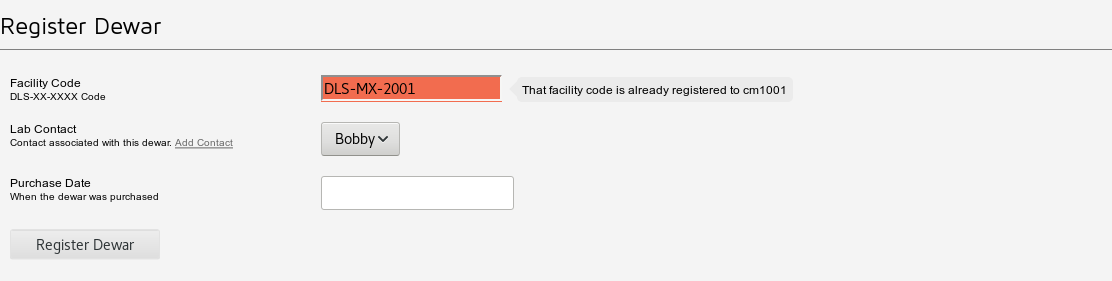 Register Dewar
Facility Code
DLS-XX-XXXX Code
DLS-MX-2001
That facility code is already registered to cm1001
Lab Contact
Contact associated with this dewar. Add Contact
Bobby
Purchase Date
When the dewar was purchased
Register Dewar